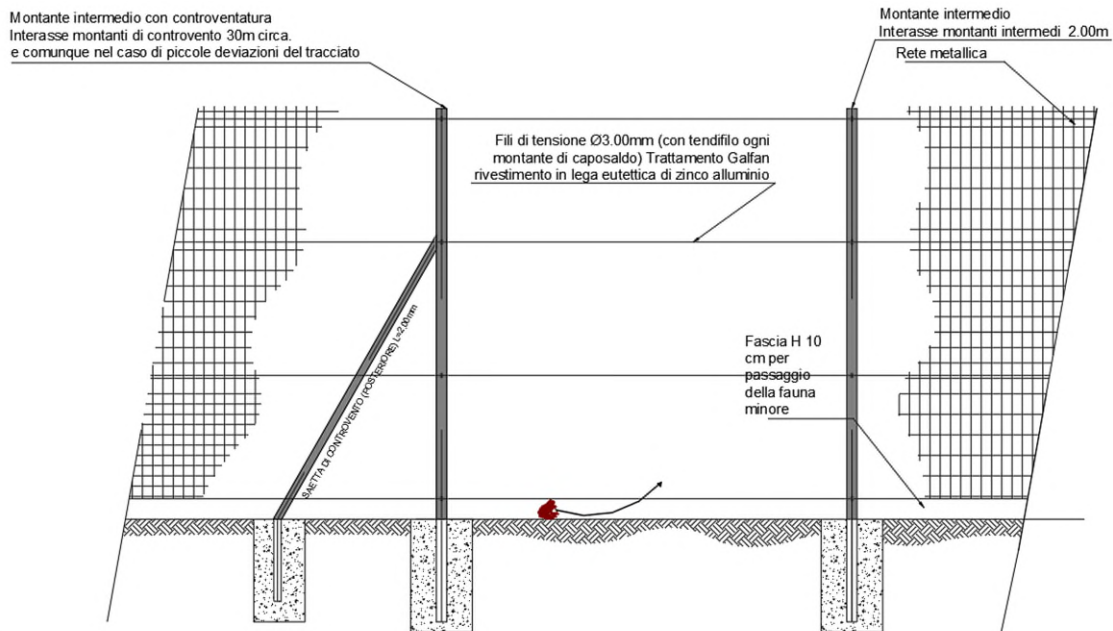 Montante intermedio con controventatura
Interasse montanti di controvento 30m circa.
e comunque nel caso di piccole deviazioni del tracciato
Montante intermedio
Interasse montanti intermedi 2.00m
Rete metallica
Fili di tensione Ø3.00mm (con tendifilo ogni
montante di caposaldo) Trattamento Galfan
rivestimento in lega eutettica di zinco alluminio
SAETTA DI CONTROVENTO (POSTERIORE) L=2,00mm
Fascia H 10
cm per
passaggio
della fauna
minore